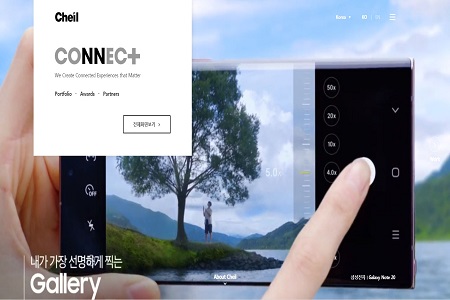 Cheil
CONNEC+
We Create Connected Experiences that Matter
Portfolio • Awards • Partners
전체화면보기 >
KO
EN
50x
20x
10x
4.0x
5.0
OFF
내가 가장 선명하게 찍는
Gallery
About Cheil
삼성전자 | Galaxy Note 20